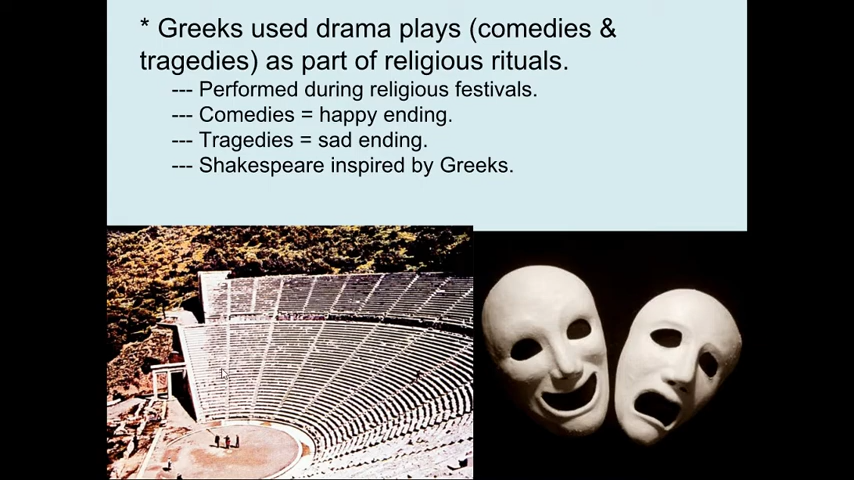 * Greeks used drama plays (comedies &
tragedies) as part of religious rituals.
--- Performed during religious festivals.
--- Comedies = happy ending.
--- Tragedies = sad ending.
--- Shakespeare inspired by Greeks.